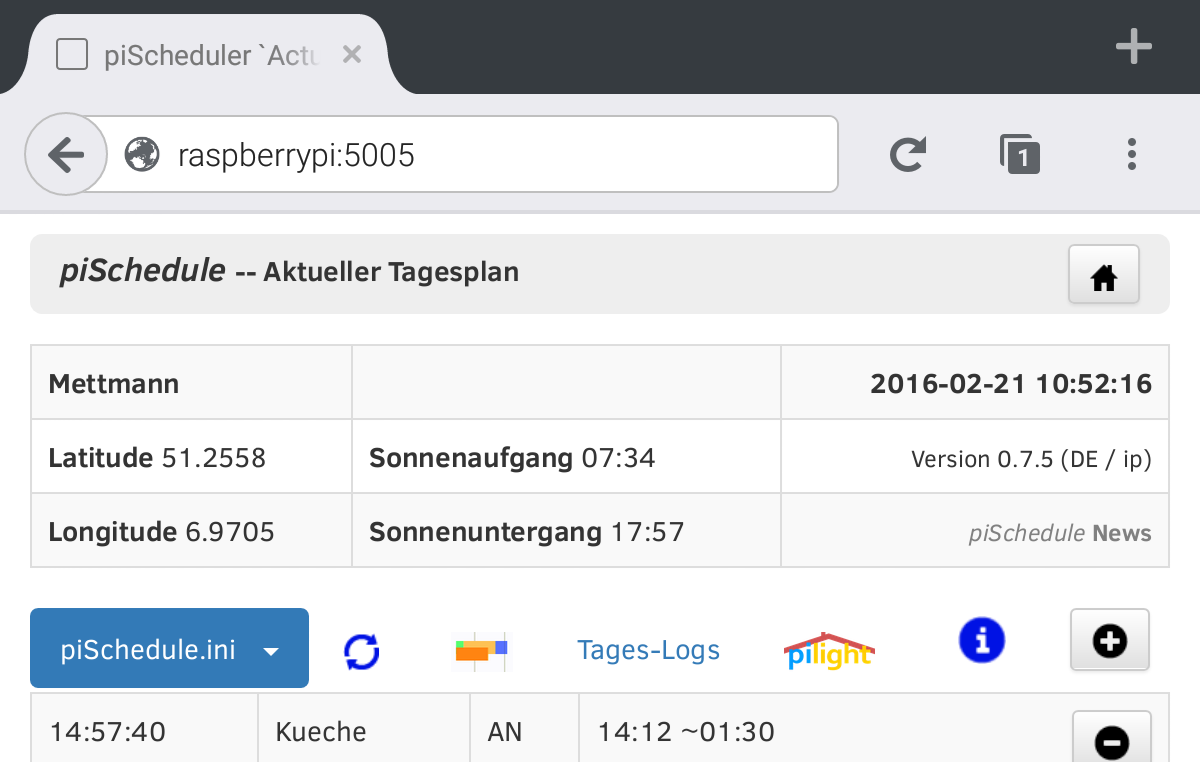 piScheduler `Actu
raspberrypi:5005
1
piSchedule -- Aktueller Tagesplan
Mettmann 2016-02-21 10:52:16
Latitude 51.2558 Sonnenaufgang 07:34 Version 0.7.5 (DE / ip)
Longitude 6.9705 Sonnenuntergang 17:57 piSchedule News
piSchedule.ini Tages-Logs pilight
14:57:40 Kueche AN 14:12 ~01:30